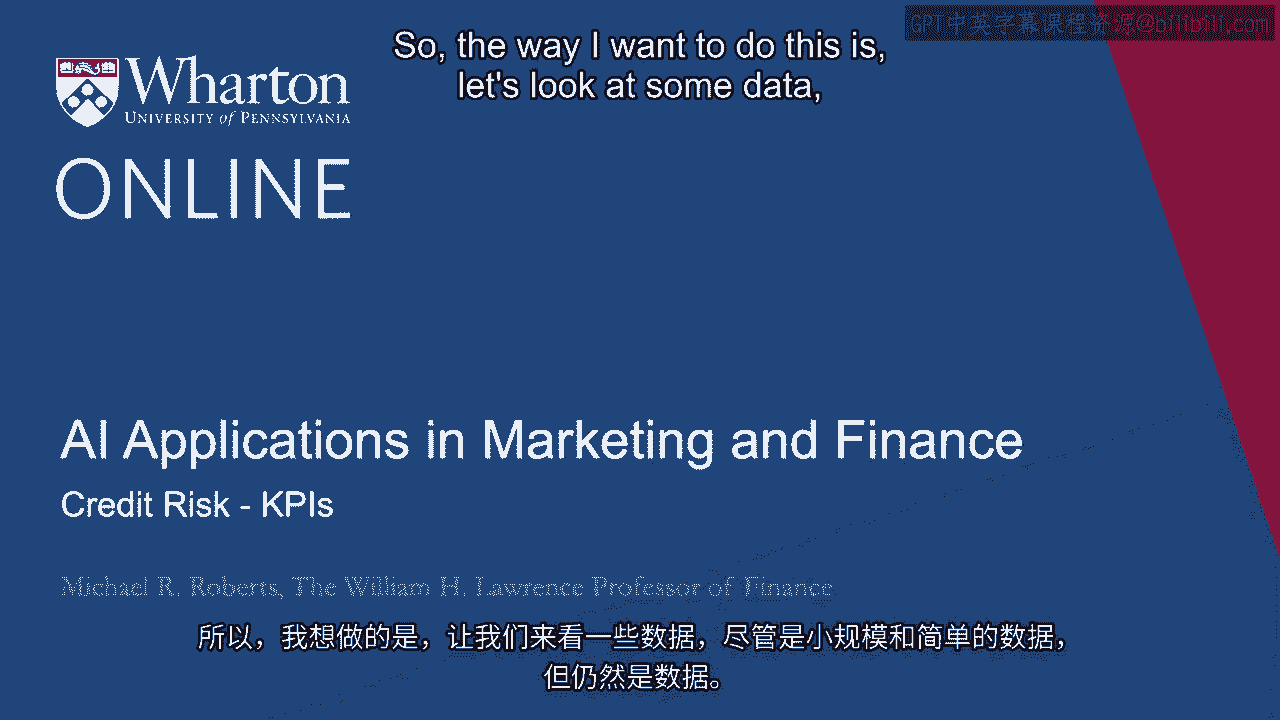 GPT中英字幕课程资源@bilibili.com
So, the way I want to do this is,
let's look at some data,
Wharton
UNIVERSITY of PENNSYLVANIA
ONLINE
AI Applications in Marketing and Finance
Credit Risk - KPIs
Michael R. Roberts, The William H. Lawrence Professor of Finance
所以，我想做的是，让我们来看一些数据，尽管是小规模和简单的数据，
但仍然是数据。